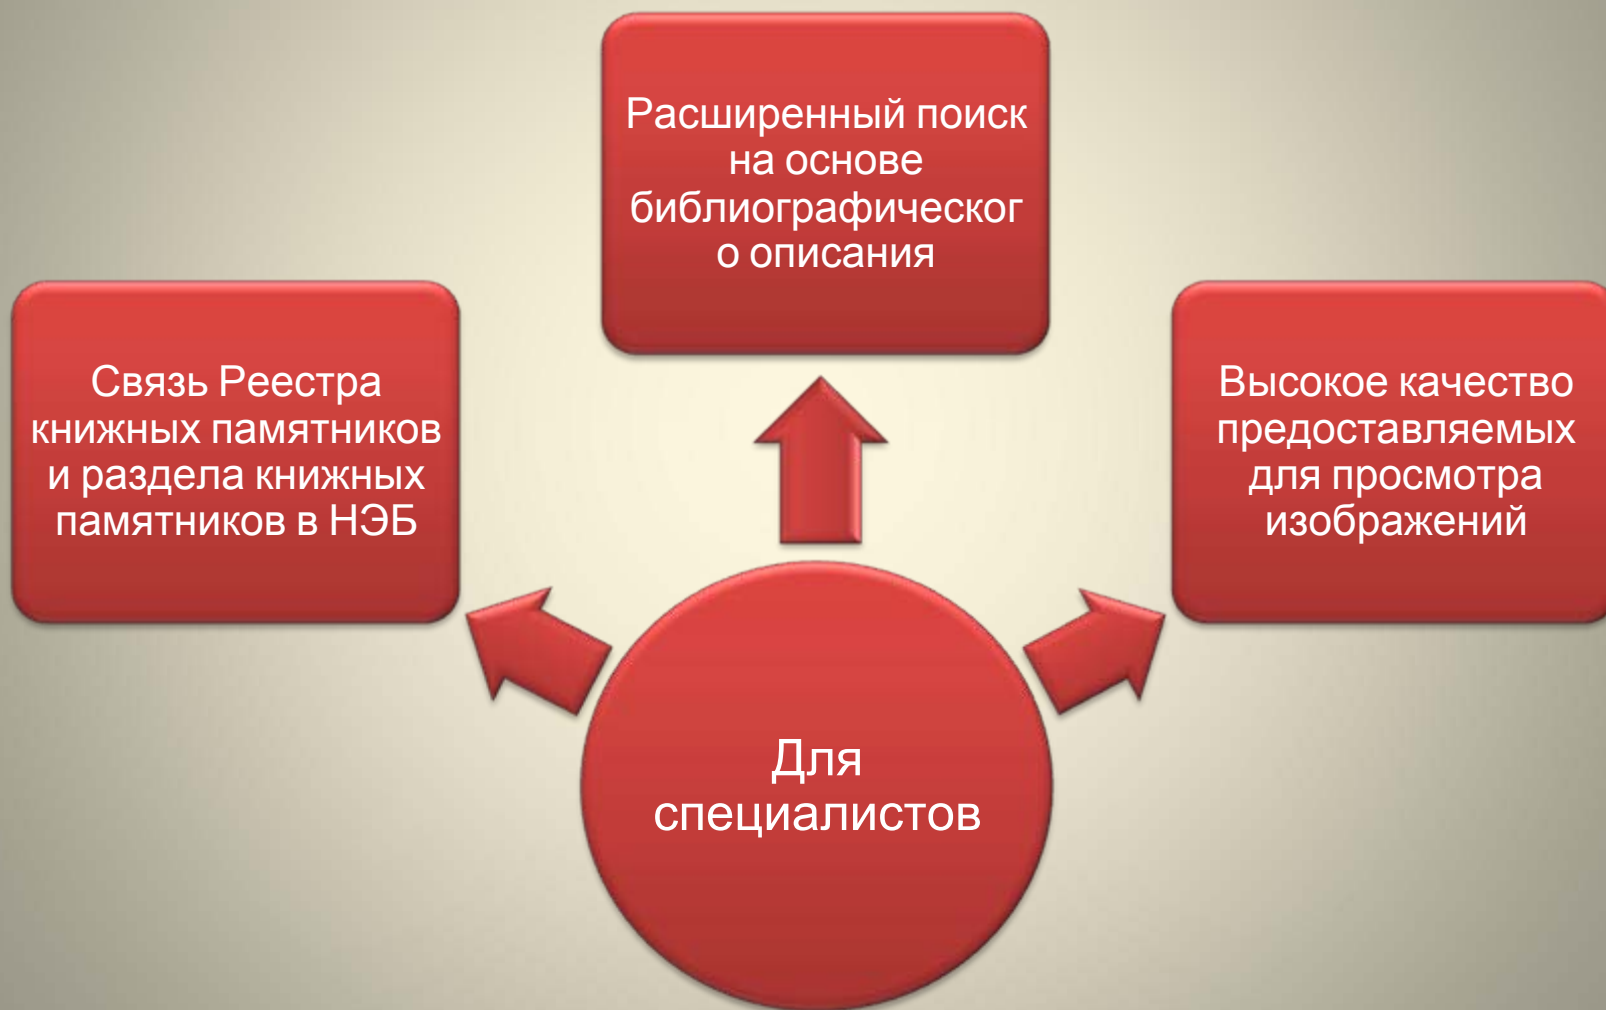 Расширенный поиск
на основе
библиографическог
о описания
Связь Реестра
книжных памятников
и раздела книжных
памятников в НЭБ
Высокое качество
предоставляемых
для просмотра
изображений
Для
специалистов